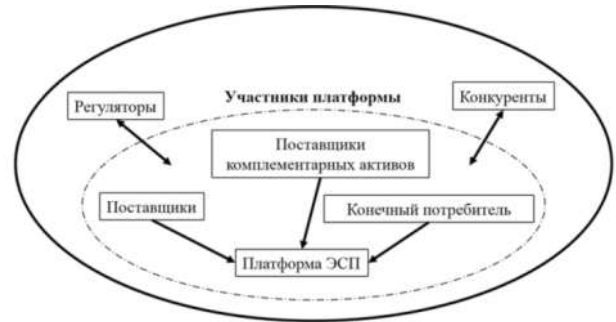 Участники платформы
Регуляторы
Конкуренты
Поставщики
комплементарных активов
Поставщики
Конечный потребитель
Платформа ЭСП